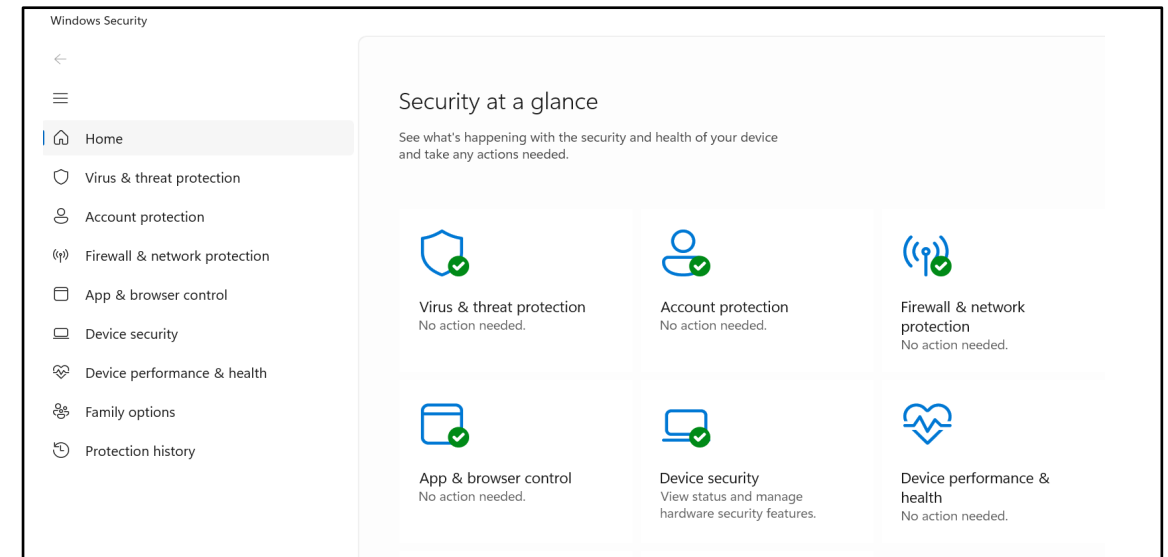 Windows Security
Home
Virus & threat protection
Account protection
Firewall & network protection
App & browser control
Device security
Device performance & health
Family options
Protection history
Security at a glance
See what's happening with the security and health of your device
and take any actions needed.
Virus & threat protection
No action needed.
Account protection
No action needed.
Firewall & network
protection
No action needed.
App & browser control
No action needed.
Device security
View status and manage
hardware security features.
Device performance &
health
No action needed.